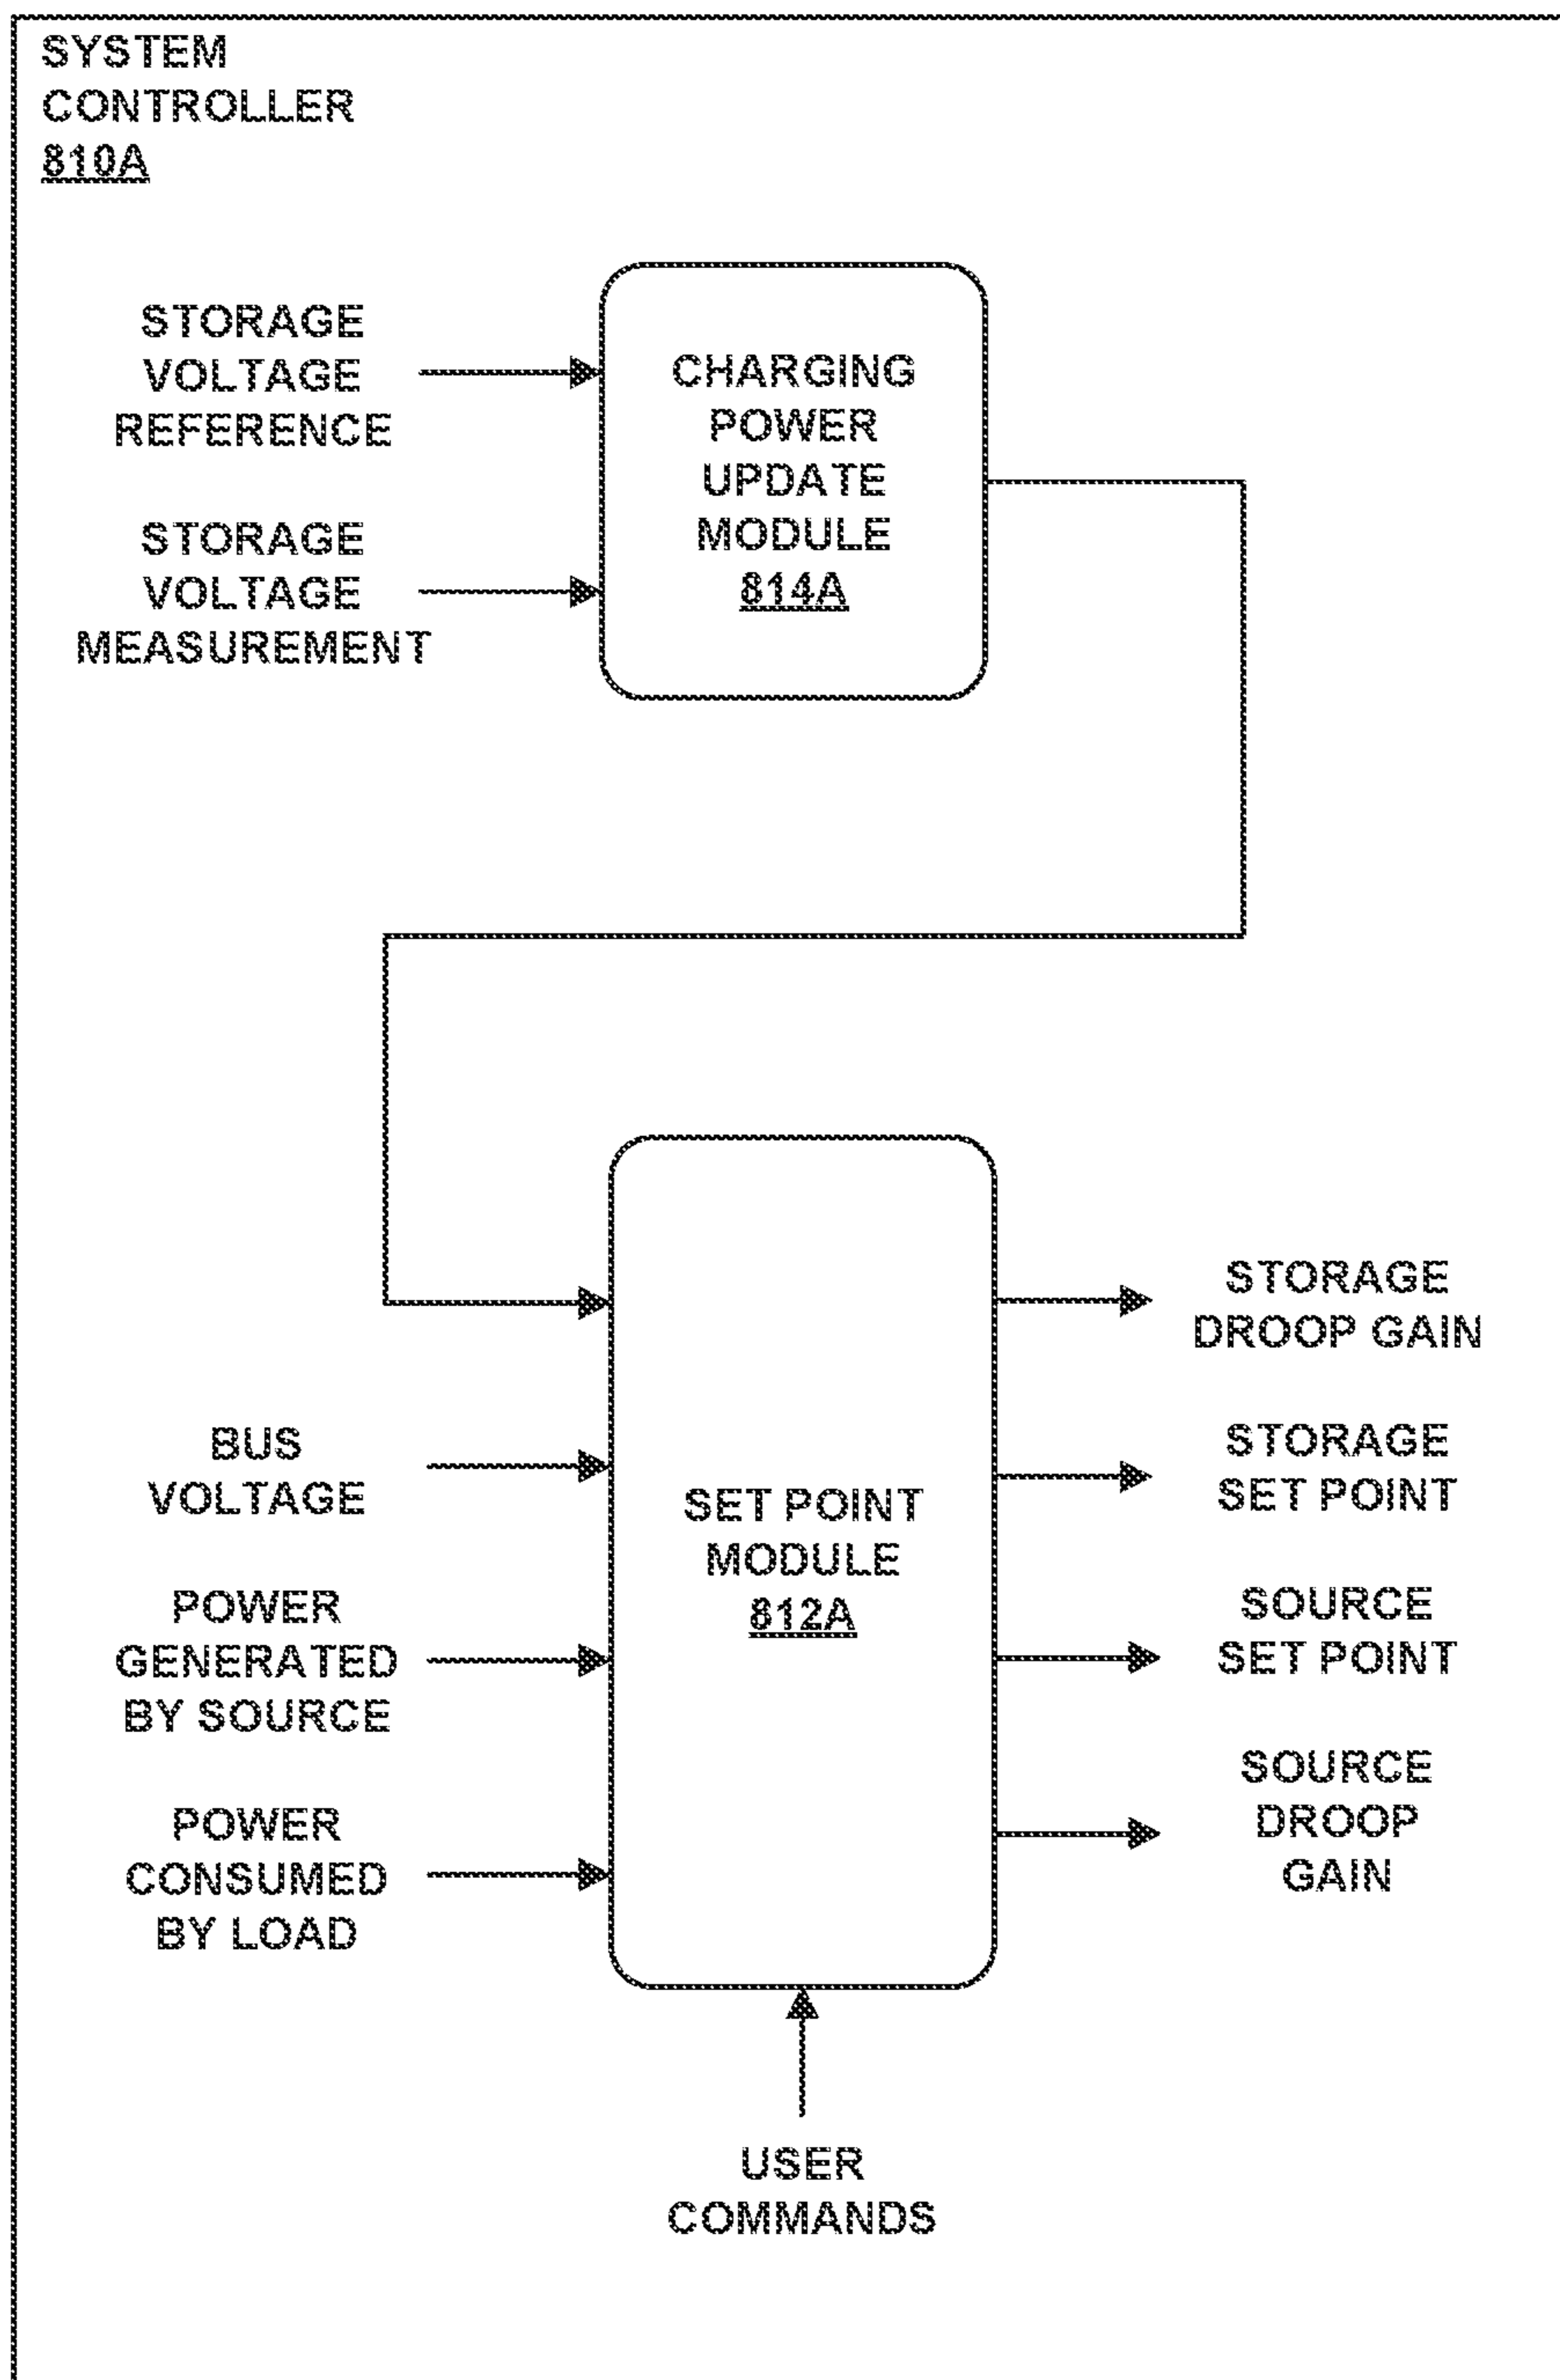 SYSTEM
CONTROLLER
810A
STORAGE
VOLTAGE
REFERENCE
STORAGE
VOLTAGE
MEASUREMENT
CHARGING
POWER
UPDATE
MODULE
814A
BUS
VOLTAGE
POWER
GENERATED
BY SOURCE
POWER
CONSUMED
BY LOAD
SET POINT
MODULE
812A
STORAGE
DROOP GAIN
STORAGE
SET POINT
SOURCE
SET POINT
SOURCE
DROOP
GAIN
USER
COMMANDS